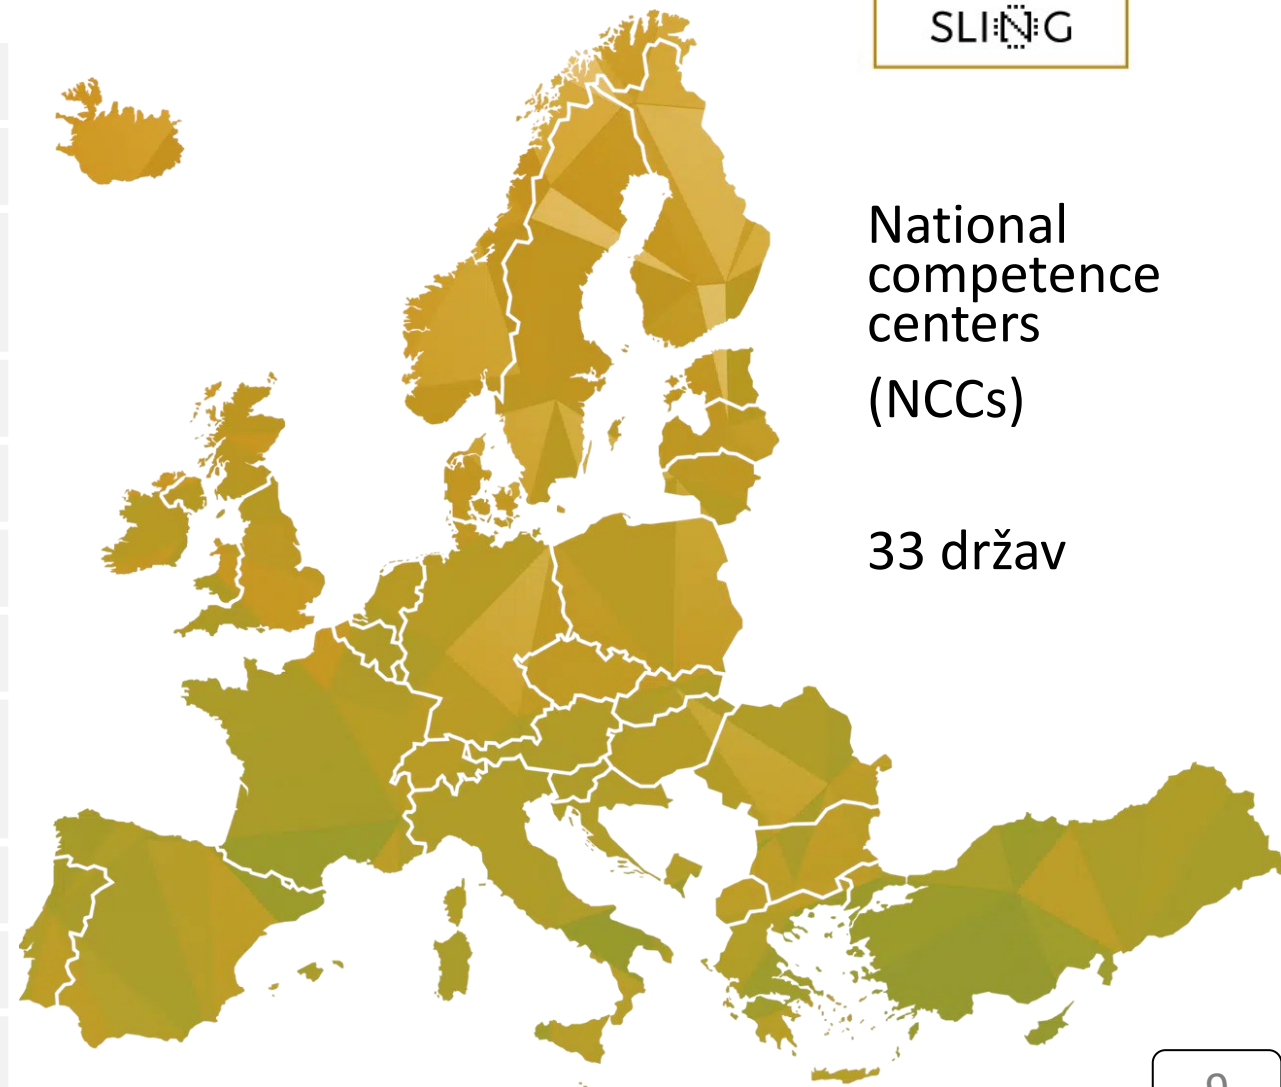 SLING
National
competence
centers
(NCCs)
33 držav